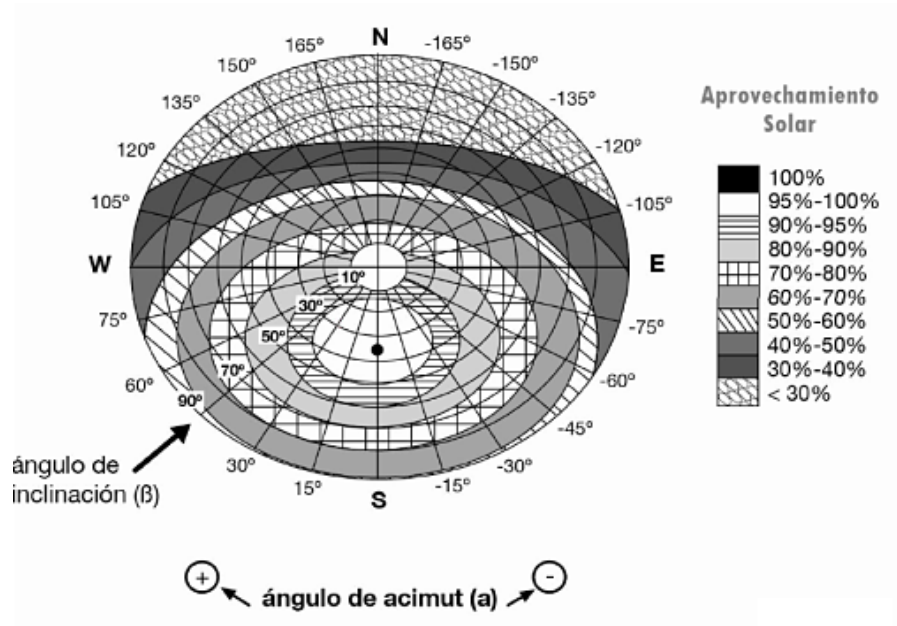 N
165º
-165º
150º
-150º
135º
-135º
120º
-120º
105º
-105º
W
E
75º
-75º
60º
-60º
-45º
30º
-30º
15º
-15º
S
10º
30º
50º
70º
90º
ángulo de
inclinación (ß)
+
-
ángulo de acimut (a)
Aprovechamiento
Solar
100%
95%-100%
90%-95%
80%-90%
70%-80%
60%-70%
50%-60%
40%-50%
30%-40%
< 30%